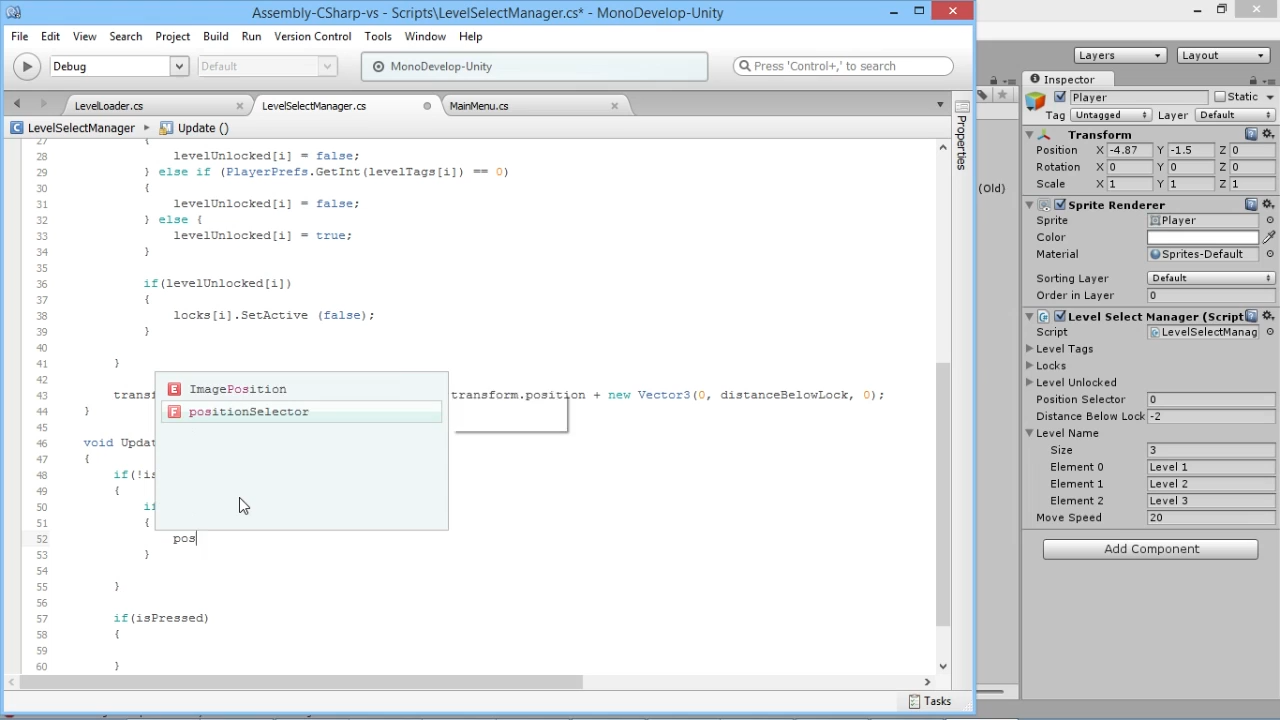 Assembly-CSharp-vs - Scripts\LevelSelectManager.cs* - MonoDevelop-Unity
File Edit View Search Project Build Run Version Control Tools Window Help
Debug Default MonoDevelop-Unity Press 'Control+,' to search
LevelLoader.cs LevelSelectManager.cs MainMenu.cs
LevelSelectManager Update ()
27 {
28 levelUnlocked[i] = false;
29 } else if (PlayerPrefs.GetInt(levelTags[i]) == 0)
30 {
31 levelUnlocked[i] = false;
32 } else {
33 levelUnlocked[i] = true;
34 }
35
36 if(levelUnlocked[i])
37 {
38 locks[i].SetActive (false);
39 }
40
41 }
42
43 transf transform.position + new Vector3(0, distanceBelowLock, 0);
44 }
45
46 void Updat
47 {
48 if(!is
49 {
50 if
51 {
52 pos
53 }
54
55 }
56
57 if(isPressed)
58 {
59
60 }
ImagePosition
positionSelector
Tasks
Properties
(Old)
Layers Layout
Inspector
Player Static
Tag Untagged Layer Default
Transform
Position X -4.87 Y -1.5 Z 0
Rotation X 0 Y 0 Z 0
Scale X 1 Y 1 Z 1
Sprite Renderer
Sprite Player
Color
Material Sprites-Default
Sorting Layer Default
Order in Layer 0
Level Select Manager (Script
Script LevelSelectManag
Level Tags
Locks
Level Unlocked
Position Selector 0
Distance Below Lock -2
Level Name
Size 3
Element 0 Level 1
Element 1 Level 2
Element 2 Level 3
Move Speed 20
Add Component